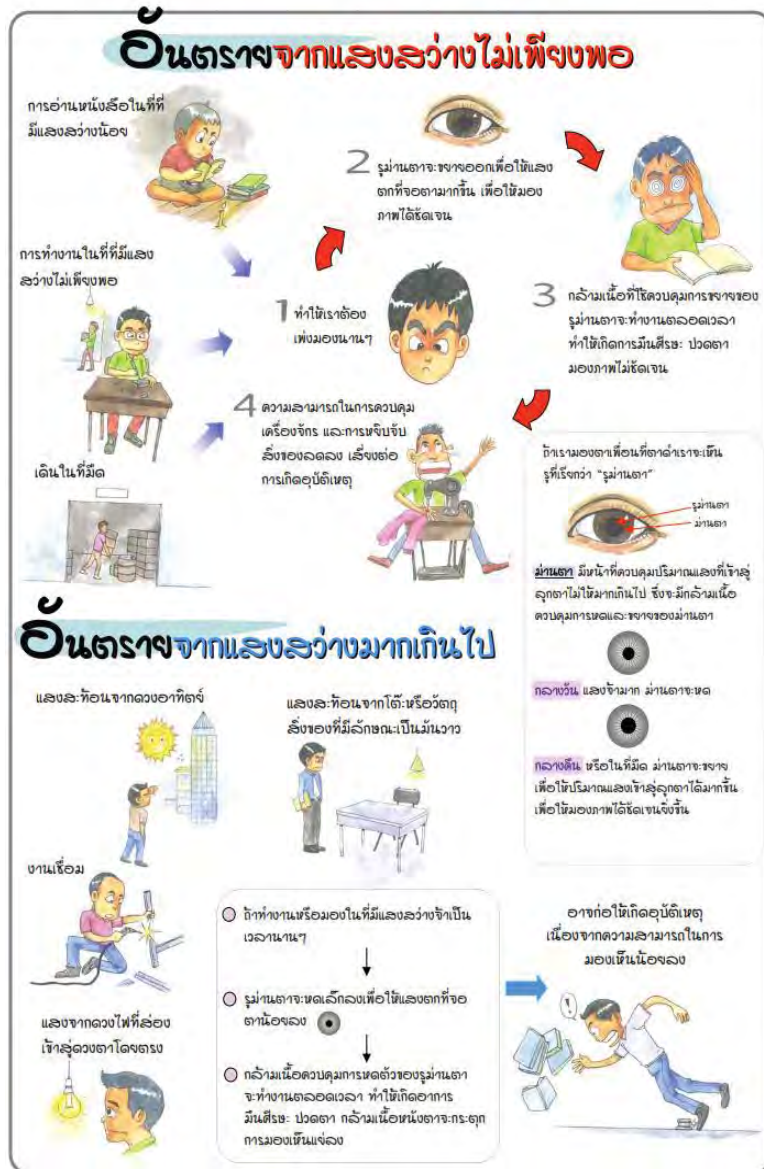 อันตรายจากแสงสว่างไม่เพียงพอ
การอ่านหนังสือในที่ที่
มีแสงสว่างน้อย
การทำงานในที่ที่มีแสง
สว่างไม่เพียงพอ
เดินในที่มืด
1 ทำให้เราต้อง
เพ่งมองนานๆ
2 รูม่านตาจะขยายออกเพื่อให้แสง
ตกที่จอตามากขึ้น เพื่อให้มอง
ภาพได้ชัดเจน
3 กล้ามเนื้อที่ใช้ควบคุมการขยายของ
รูม่านตาจะทำงานตลอดเวลา
ทำให้เกิดการมึนศีรษะ ปวดตา
มองภาพไม่ชัดเจน
4 ความสามารถในการควบคุม
เครื่องจักร และการหยิบจับ
สิ่งของลดลง เสี่ยงต่อ
การเกิดอุบัติเหตุ
ถ้าเรามองตาเพื่อนที่ตาดำเราจะเห็น
รูที่เรียกว่า "รูม่านตา"
รูม่านตา
ม่านตา
ม่านตา มีหน้าที่ควบคุมปริมาณแสงที่เข้าสู่
ลูกตาไม่ให้มากเกินไป ซึ่งจะมีกล้ามเนื้อ
ควบคุมการหดและขยายของม่านตา
กลางวัน แสงจ้ามาก ม่านตาจะหด
กลางคืน หรือในที่มืด ม่านตาจะขยาย
เพื่อให้ปริมาณแสงเข้าสู่ลูกตาได้มากขึ้น
เพื่อให้มองภาพได้ชัดเจนยิ่งขึ้น
อันตรายจากแสงสว่างมากเกินไป
แสงสะท้อนจากดวงอาทิตย์
แสงสะท้อนจากโต๊ะหรือวัตถุ
สิ่งของที่มีลักษณะเป็นมันวาว
งานเชื่อม
แสงจากดวงไฟที่ส่อง
เข้าสู่ดวงตาโดยตรง
ถ้าทำงานหรือมองในที่มีแสงสว่างจ้าเป็น
เวลานานๆ
รูม่านตาจะหดเล็กลงเพื่อให้แสงตกที่จอ
ตาน้อยลง
กล้ามเนื้อควบคุมการหดตัวของรูม่านตา
จะทำงานตลอดเวลา ทำให้เกิดอาการ
มึนศีรษะ ปวดตา กล้ามเนื้อหนังตาจะกระตุก
การมองเห็นแย่ลง
อาจก่อให้เกิดอุบัติเหตุ
เนื่องจากความสามารถในการ
มองเห็นน้อยลง
!